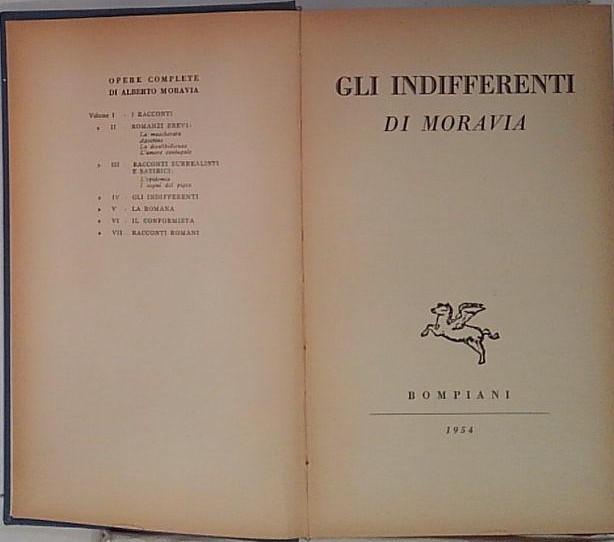 OPERE COMPLETE
DI ALBERTO MORAVIA
Volume I - I RACCONTI
» II ROMANZI BREVI:
La mascherata
Agostino
La disubbidienza
L'amore coniugale
» III RACCONTI SURREALISTI
E SATIRICI:
L'epidemia
I sogni del pigro
» IV - GLI INDIFFERENTI
» V - LA ROMANA
» VI - IL CONFORMISTA
» VII - RACCONTI ROMANI
GLI INDIFFERENTI
DI MORAVIA
BOMPIANI
1954